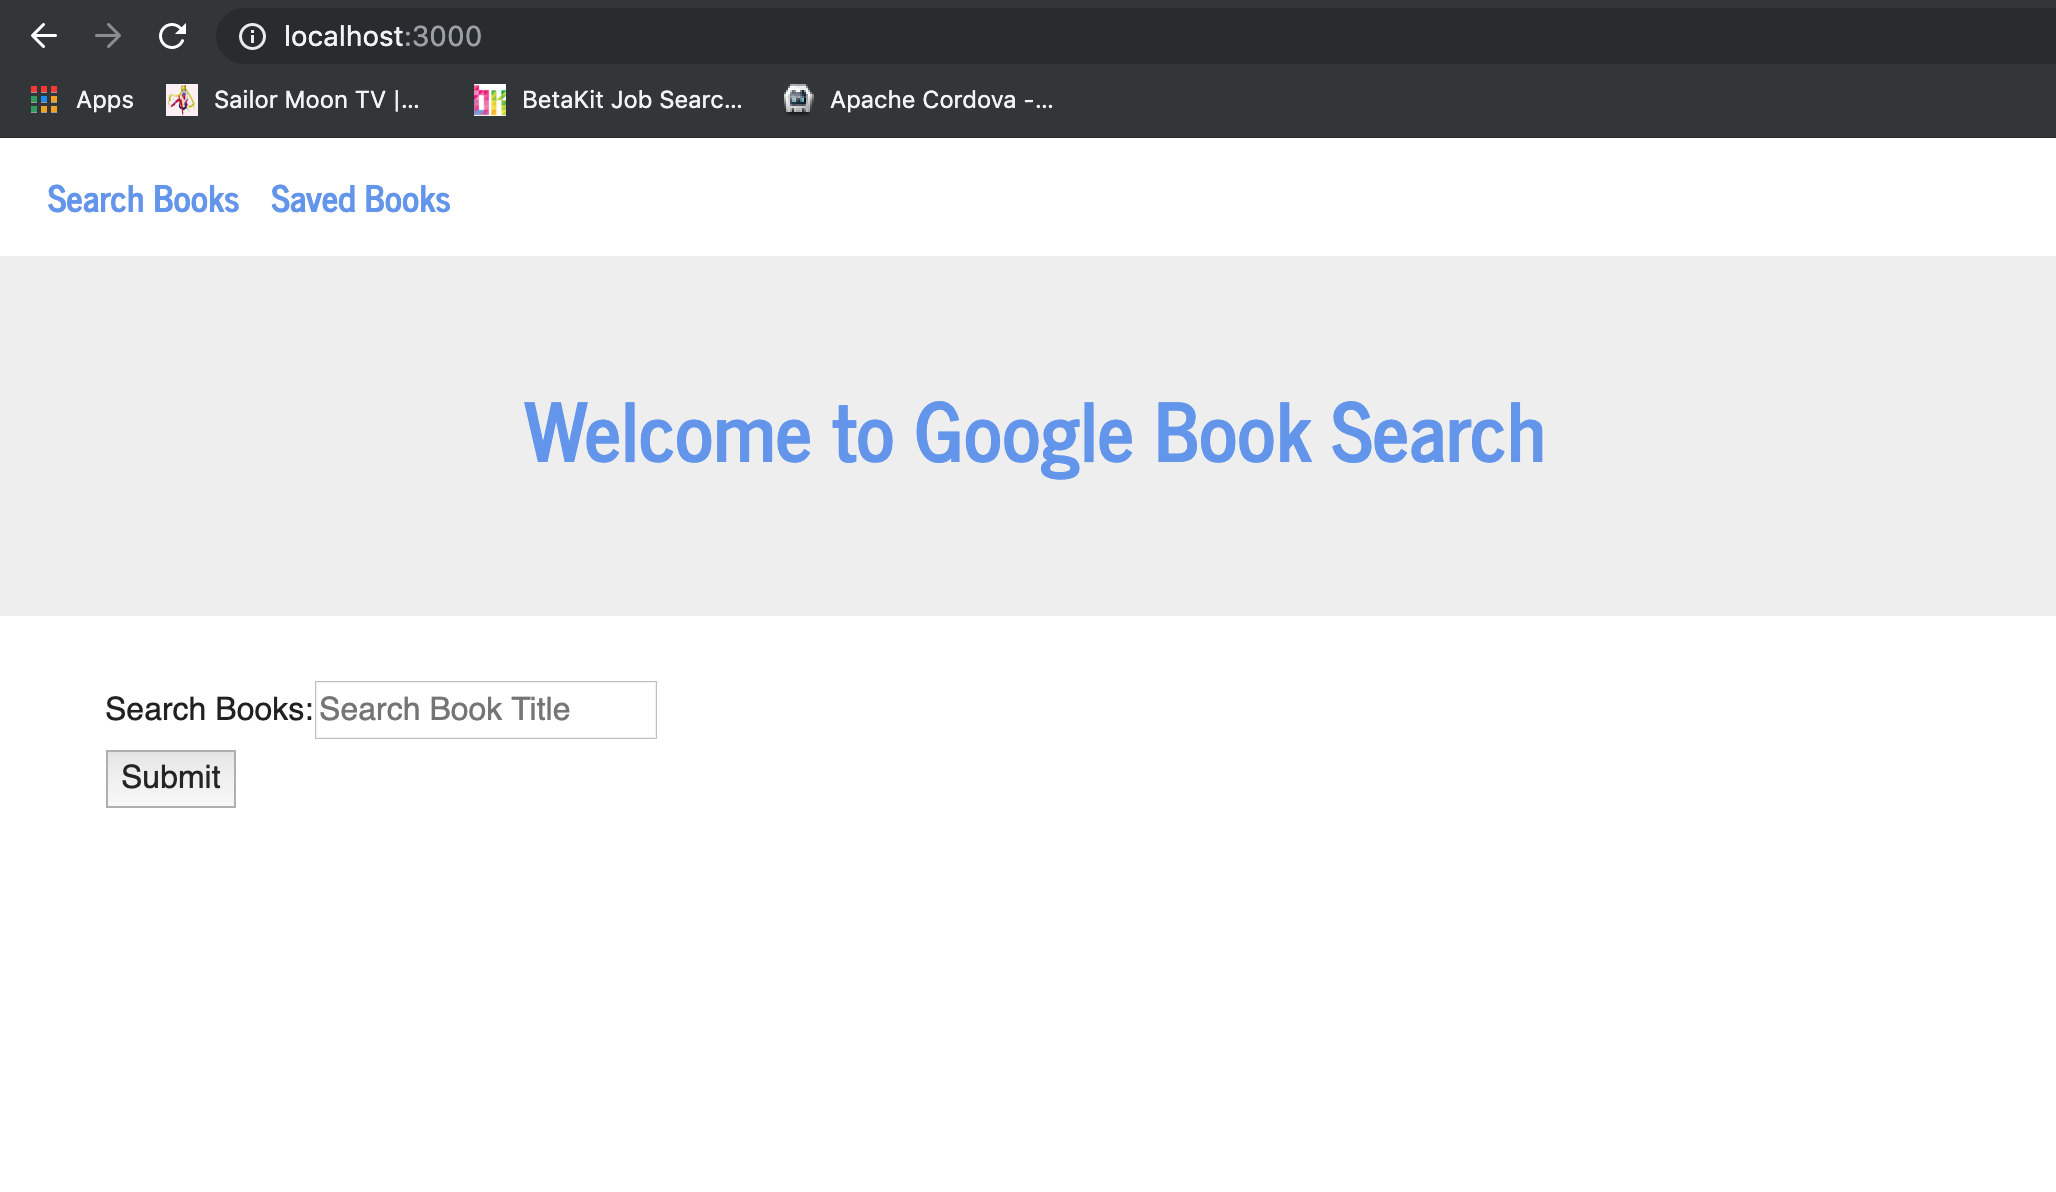 localhost:3000
Apps Sailor Moon TV |... BetaKit Job Searc... Apache Cordova -...
Search Books Saved Books
Welcome to Google Book Search
Search Books: Search Book Title
Submit